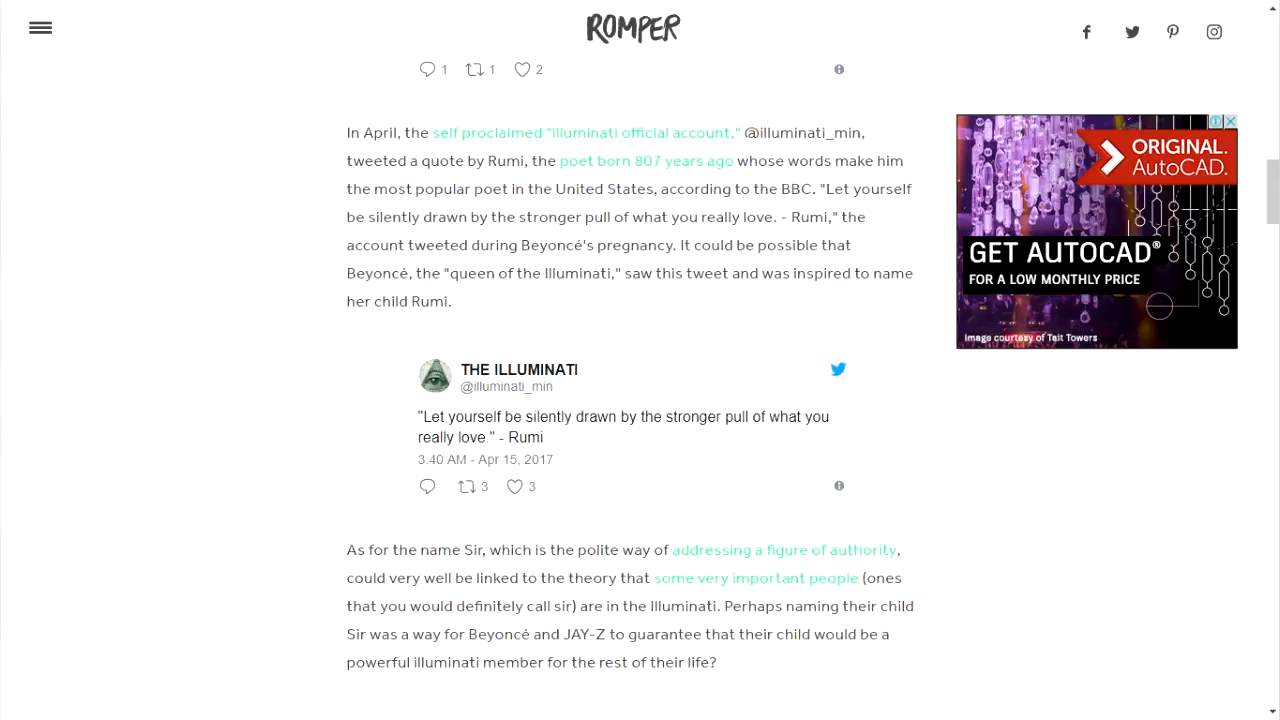 ROMPER
1 1 2
In April, the self proclaimed "illuminati official account," @illuminati_min,
tweeted a quote by Rumi, the poet born 807 years ago whose words make him
the most popular poet in the United States, according to the BBC. "Let yourself
be silently drawn by the stronger pull of what you really love. - Rumi," the
account tweeted during Beyoncé's pregnancy. It could be possible that
Beyoncé, the "queen of the Illuminati," saw this tweet and was inspired to name
her child Rumi.
ORIGINAL.
AutoCAD.
GET AUTOCAD®
FOR A LOW MONTHLY PRICE
Image courtesy of Tait Towers
THE ILLUMINATI
@illuminati_min
"Let yourself be silently drawn by the stronger pull of what you
really love." - Rumi
3:40 AM - Apr 15, 2017
3 3
As for the name Sir, which is the polite way of addressing a figure of authority,
could very well be linked to the theory that some very important people (ones
that you would definitely call sir) are in the Illuminati. Perhaps naming their child
Sir was a way for Beyoncé and JAY-Z to guarantee that their child would be a
powerful illuminati member for the rest of their life?